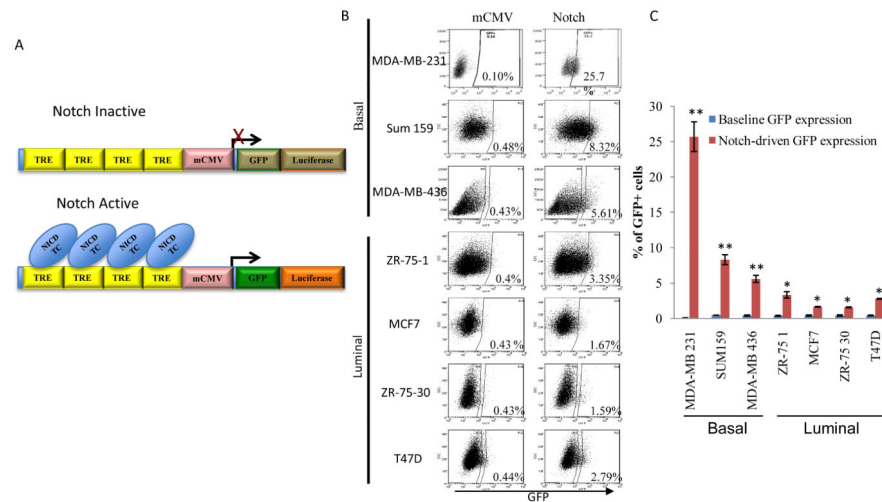 A
Notch Inactive
X
TRE TRE TRE TRE mCMV GFP Luciferase
Notch Active
NICD TC NICD TC NICD TC NICD TC
TRE TRE TRE TRE mCMV GFP Luciferase
B
mCMV Notch
Basal
MDA-MB-231
0.10% 25.7 %
Sum 159
0.48% 8.32%
MDA-MB-436
0.43% 5.61%
Luminal
ZR-75-1
0.4% 3.35%
MCF7
0.43 % 1.67%
ZR-75-30
0.43% 1.59%
T47D
0.44% 2.79%
GFP
C
Baseline GFP expression
Notch-driven GFP expression
% of GFP+ cells
30
25
20
15
10
5
0
** ** ** * * * *
MDA-MB 231 SUM159 MDA-MB 436 ZR-75 1 MCF7 ZR-75 30 T47D
Basal Luminal